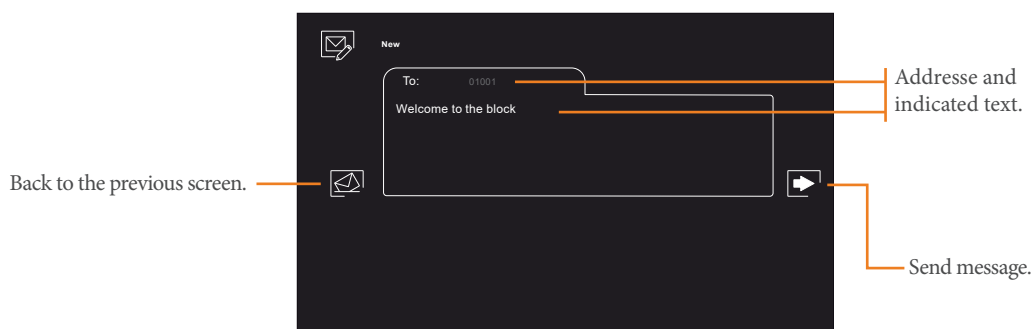 New
To: 01001
Welcome to the block
Addresse and
indicated text.
Back to the previous screen.
Send message.